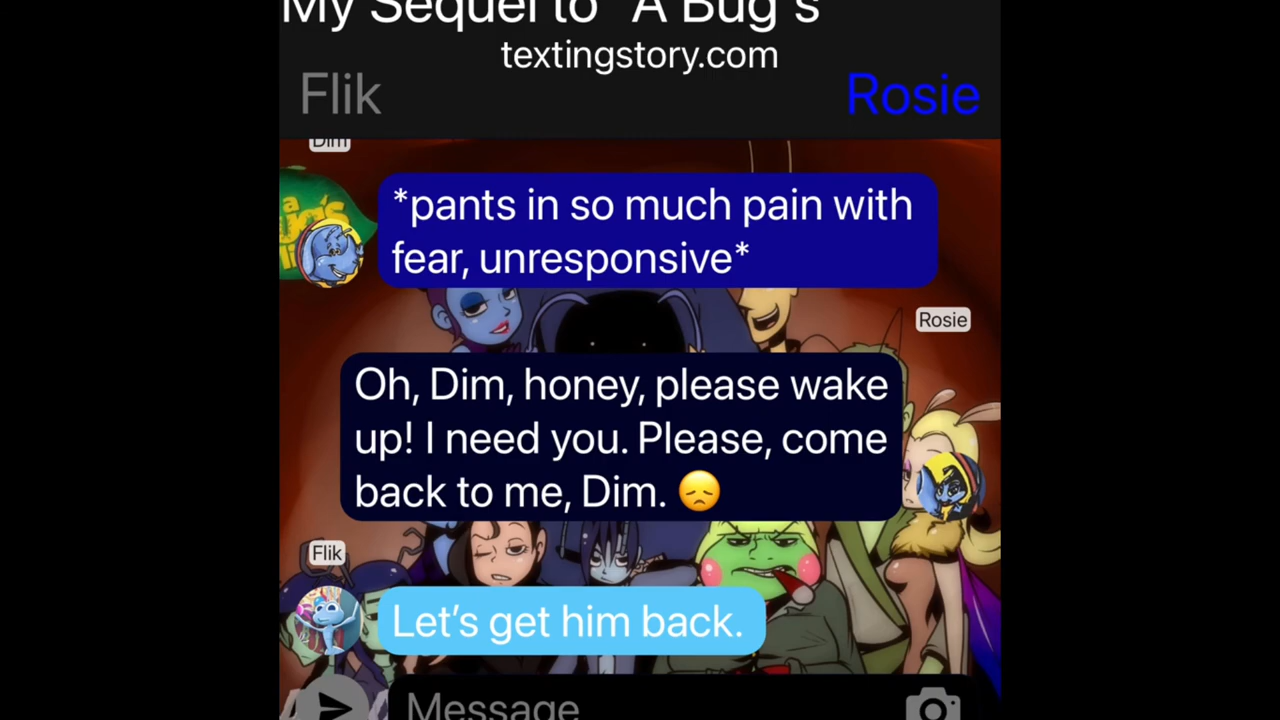 My Sequel to "A Bug's
textingstory.com
Flik
Rosie
Dim
a
bug's
*pants in so much pain with
fear, unresponsive*
Rosie
Oh, Dim, honey, please wake
up! I need you. Please, come
back to me, Dim. 😞
Flik
Let’s get him back.
Message